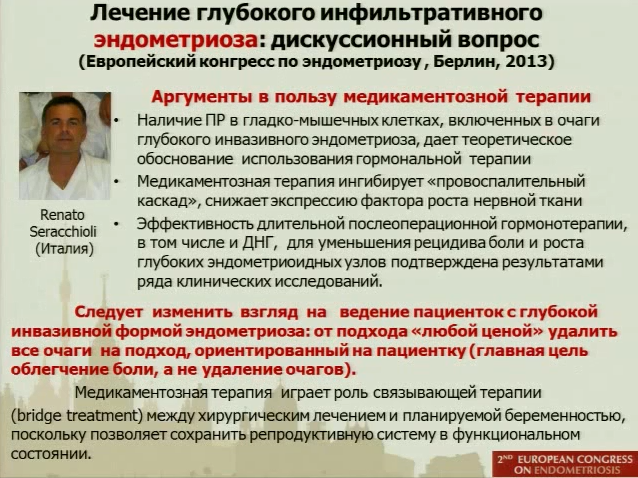 Лечение глубокого инфильтративного
эндометриоза: дискуссионный вопрос
(Европейский конгресс по эндометриозу , Берлин, 2013)
Аргументы в пользу медикаментозной терапии
• Наличие ПР в гладко-мышечных клетках, включенных в очаги
глубокого инвазивного эндометриоза, дает теоретическое
обоснование использования гормональной терапии
• Медикаментозная терапия ингибирует «провоспалительный
каскад», снижает экспрессию фактора роста нервной ткани
• Эффективность длительной послеоперационной гормонотерапии,
в том числе и ДНГ, для уменьшения рецидива боли и роста
глубоких эндометриоидных узлов подтверждена результатами
ряда клинических исследований.
Renato
Seracchioli
(Италия)
Следует изменить взгляд на ведение пациенток с глубокой
инвазивной формой эндометриоза: от подхода «любой ценой» удалить
все очаги на подход, ориентированный на пациентку (главная цель
облегчение боли, а не удаление очагов).
Медикаментозная терапия играет роль связывающей терапии
(bridge treatment) между хирургическим лечением и планируемой беременностью,
поскольку позволяет сохранить репродуктивную систему в функциональном
состоянии.
2ND EUROPEAN CONGRESS
ON ENDOMETRIOSIS